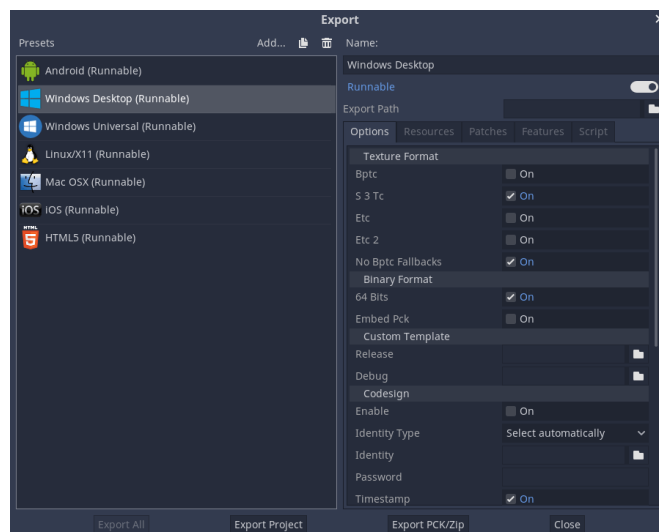 Export
Presets
Add...
Name:
Android (Runnable)
Windows Desktop (Runnable)
Windows Universal (Runnable)
Linux/X11 (Runnable)
Mac OSX (Runnable)
iOS
iOS (Runnable)
HTML
5
HTML5 (Runnable)
Windows Desktop
Runnable
Export Path
Options Resources Patches Features Script
Texture Format
Bptc On
S 3 Tc On
Etc On
Etc 2 On
No Bptc Fallbacks On
Binary Format
64 Bits On
Embed Pck On
Custom Template
Release
Debug
Codesign
Enable On
Identity Type Select automatically
Identity
Password
Timestamp On
Export All Export Project Export PCK/Zip Close